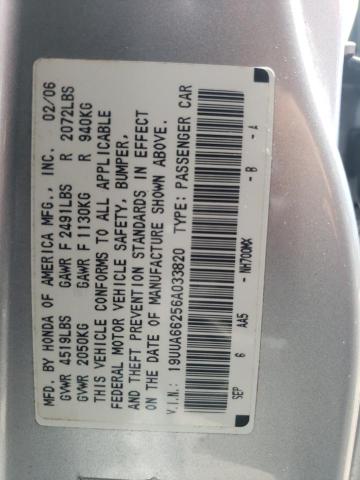 MFD. BY HONDA OF AMERICA MFG., INC. 02/06
GVWR 4519LBS GAWR F 2491LBS R 2072LBS
GVWR 2050KG GAWR F 1130KG R 940KG
THIS VEHICLE CONFORMS TO ALL APPLICABLE
FEDERAL MOTOR VEHICLE SAFETY, BUMPER,
AND THEFT PREVENTION STANDARDS IN EFFECT
ON THE DATE OF MANUFACTURE SHOWN ABOVE.
V.I.N.: 19UUA66256A033820 TYPE: PASSENGER CAR
SEP 6 AA5 -NH700MX -B -A